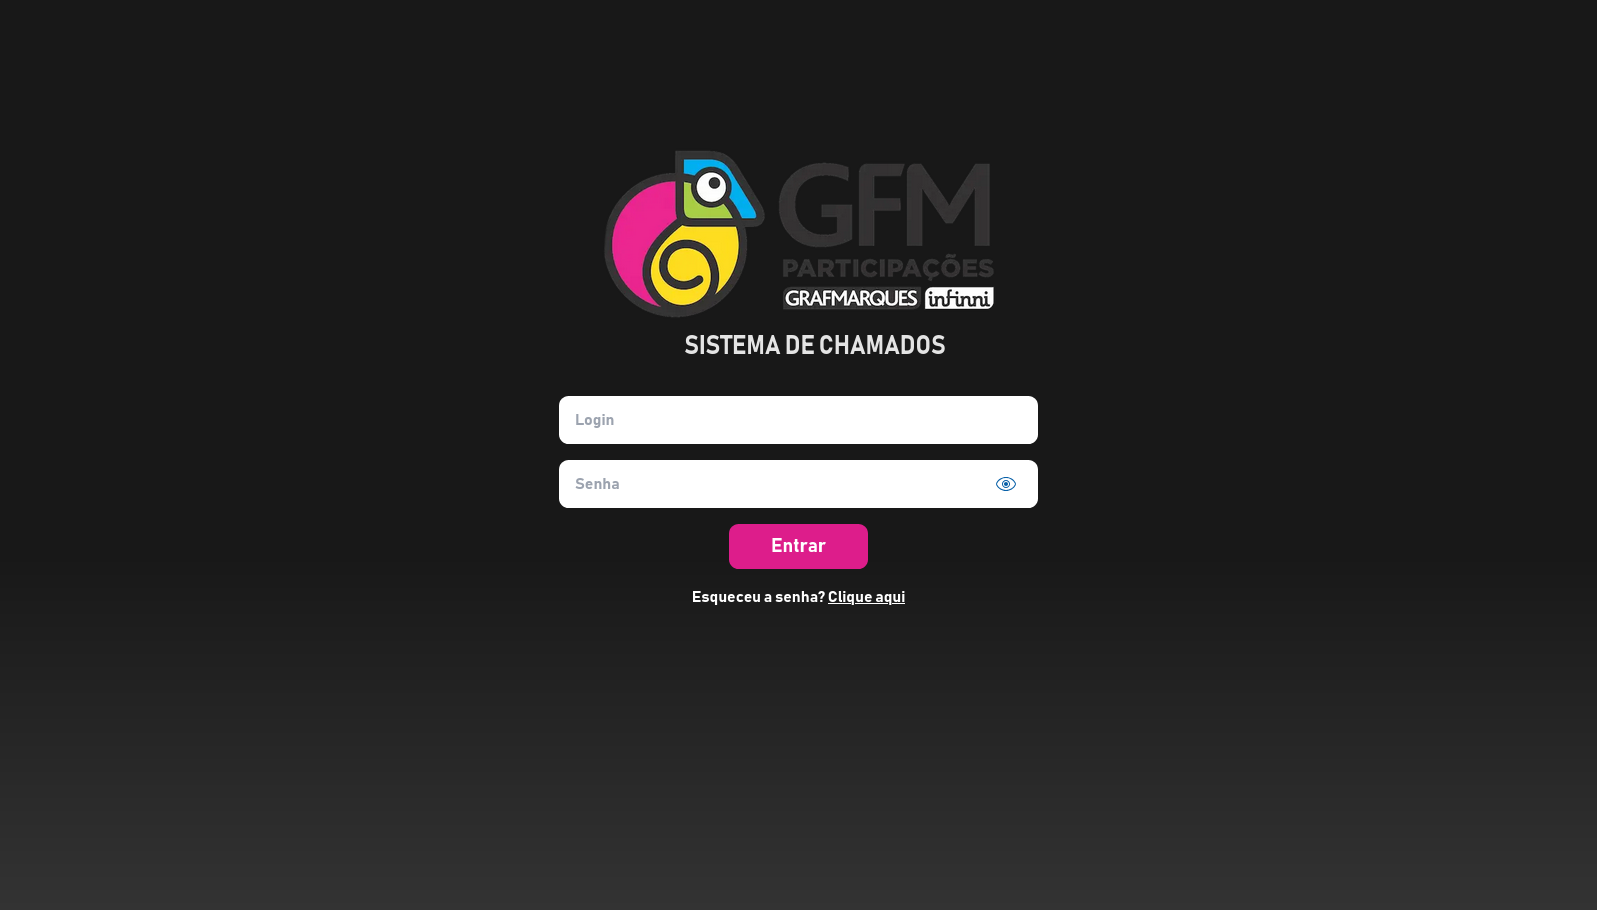 GFM
PARTICIPAÇÕES
GRAFMARQUES infinni
SISTEMA DE CHAMADOS
Login
Senha
Entrar
Esqueceu a senha? Clique aqui